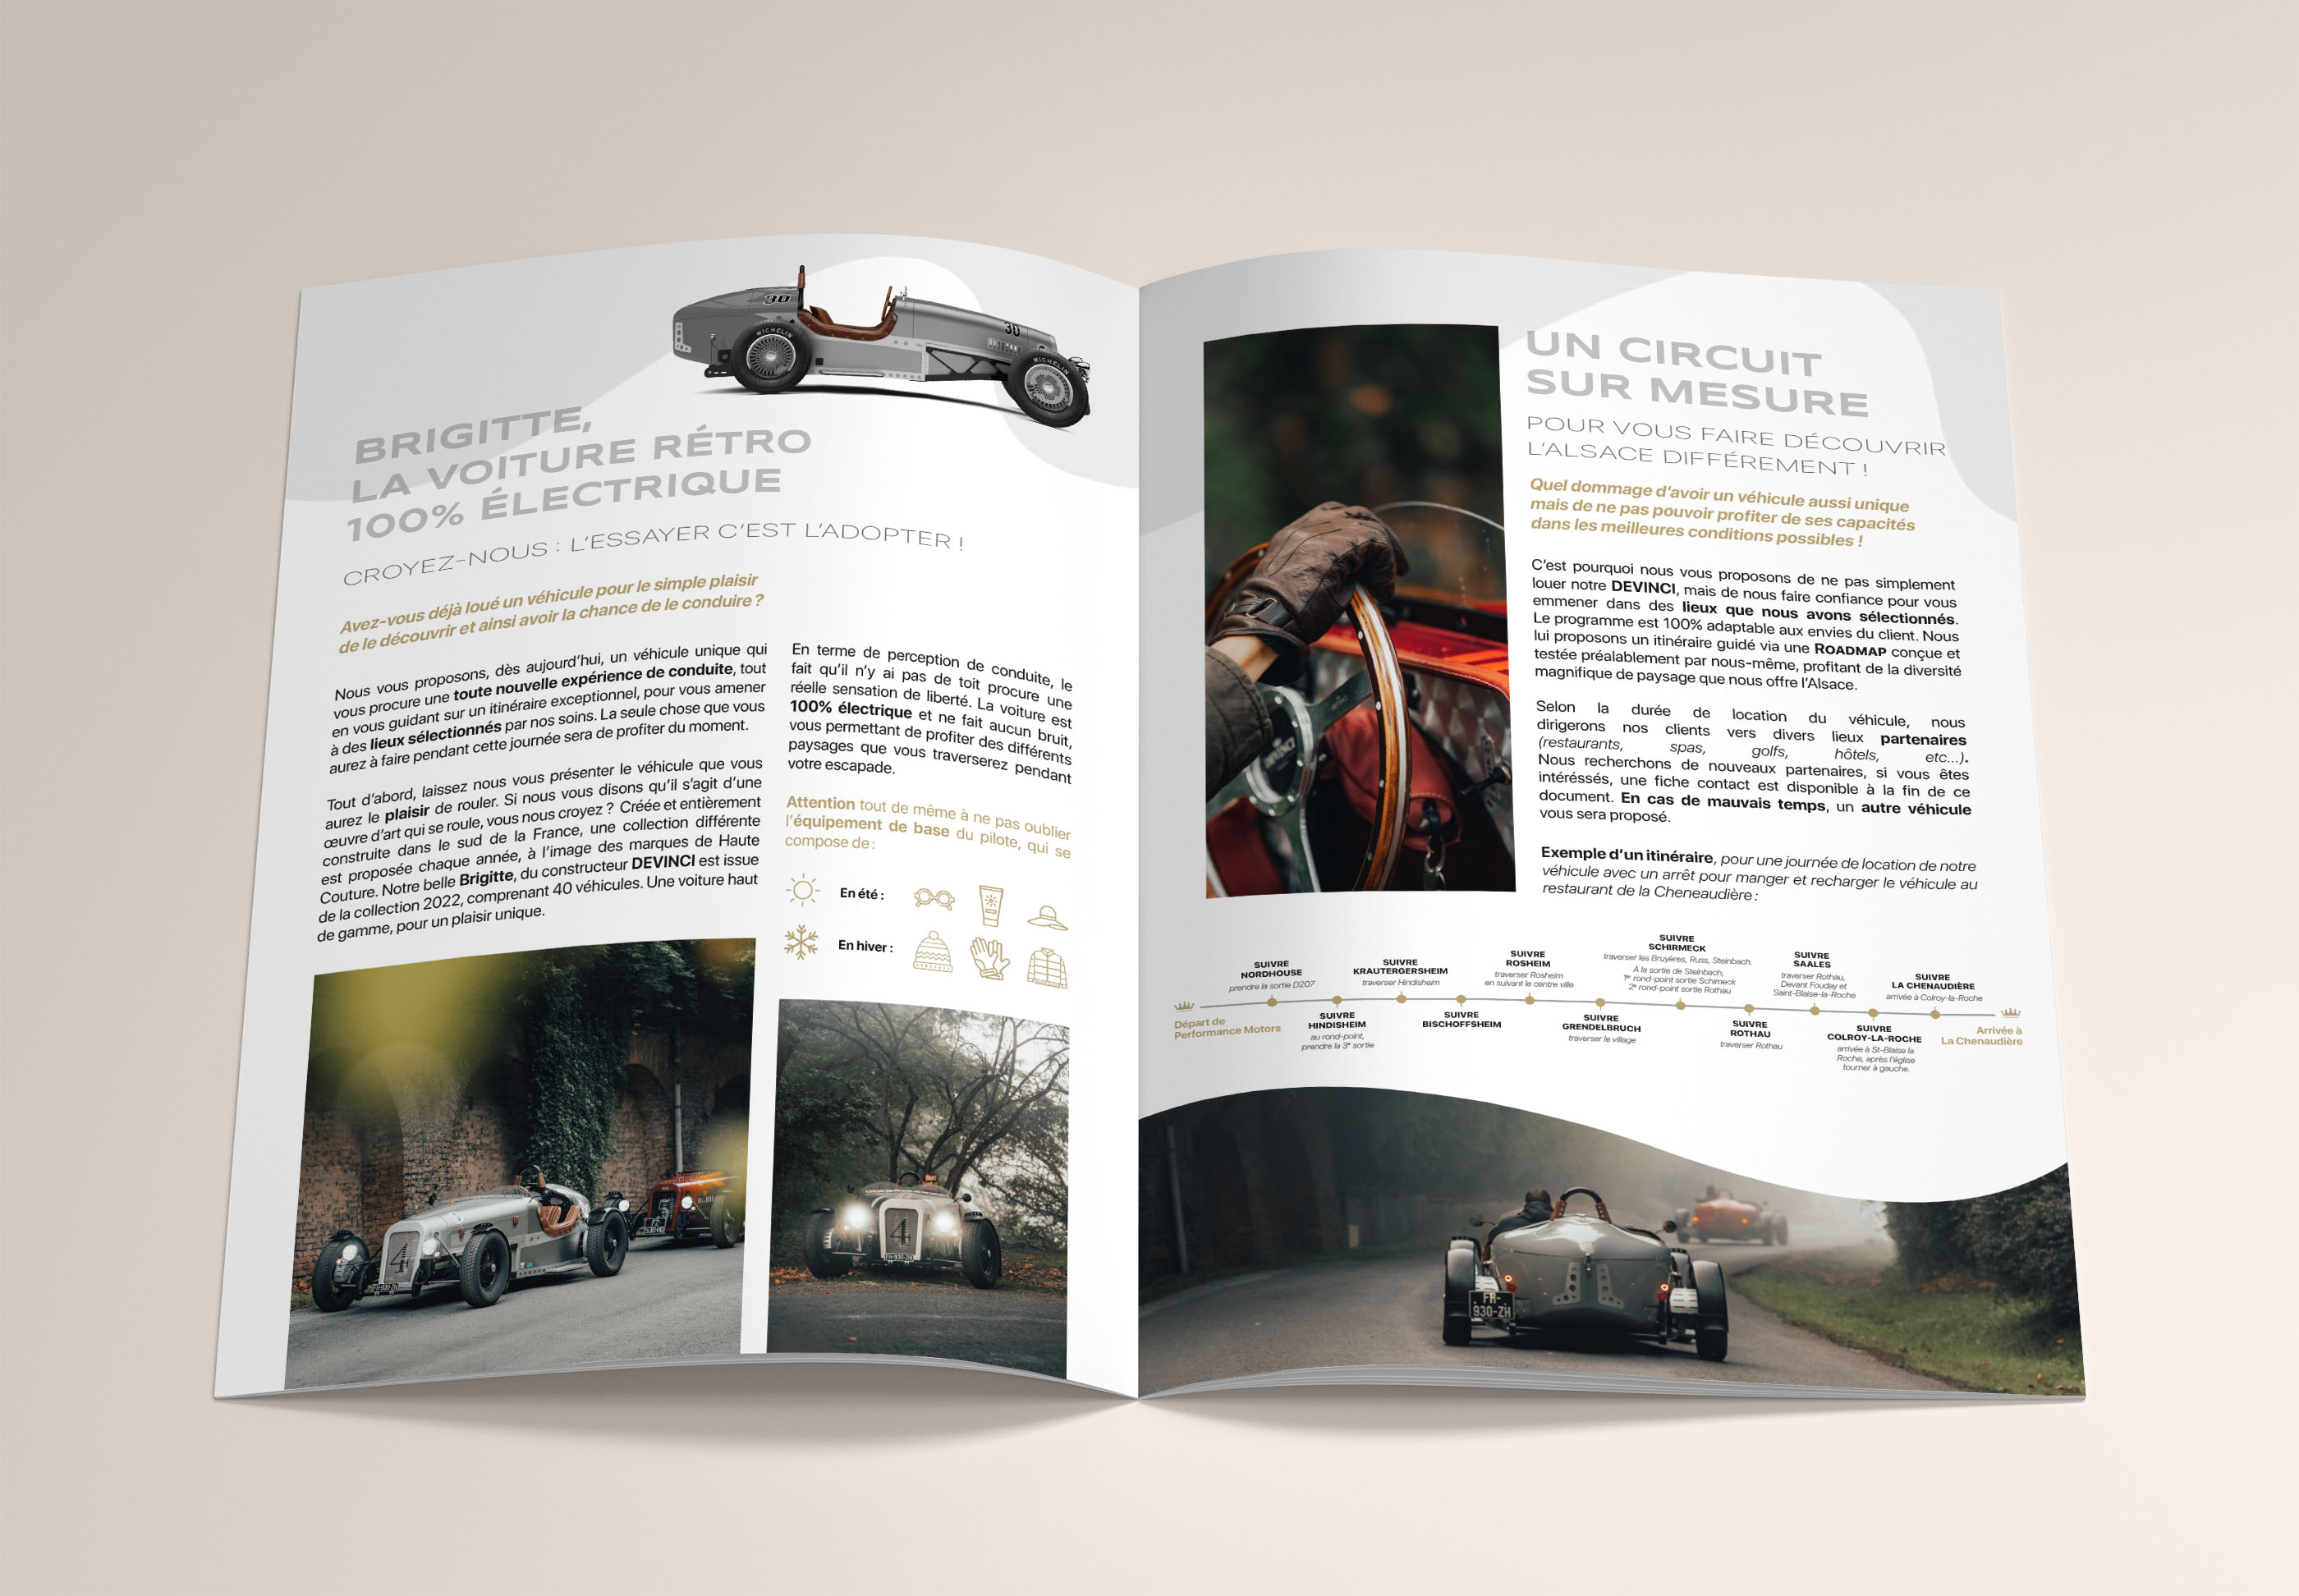 30
30
MICHELIN
MICHELIN
BRIGITTE,
LA VOITURE RÉTRO
100% ÉLECTRIQUE
CROYEZ-NOUS : L'ESSAYER C'EST L'ADOPTER !
Avez-vous déjà loué un véhicule pour le simple plaisir
de le découvrir et ainsi avoir la chance de le conduire ?
Nous vous proposons, dès aujourd'hui, un véhicule unique qui
vous procure une toute nouvelle expérience de conduite, tout
en vous guidant sur un itinéraire exceptionnel, pour vous amener
à des lieux sélectionnés par nos soins. La seule chose que vous
aurez à faire pendant cette journée sera de profiter du moment.
Tout d'abord, laissez nous vous présenter le véhicule que vous
aurez le plaisir de rouler. Si nous vous disons qu'il s'agit d'une
œuvre d'art qui se roule, vous nous croyez ? Créée et entièrement
construite dans le sud de la France, une collection différente
est proposée chaque année, à l'image des marques de Haute
Couture. Notre belle Brigitte, du constructeur DEVINCI est issue
de la collection 2022, comprenant 40 véhicules. Une voiture haut
de gamme, pour un plaisir unique.
En terme de perception de conduite, le
fait qu'il n'y ai pas de toit procure une
réelle sensation de liberté. La voiture est
100% électrique et ne fait aucun bruit,
vous permettant de profiter des différents
paysages que vous traverserez pendant
votre escapade.
Attention tout de même à ne pas oublier
l'équipement de base du pilote, qui se
compose de :
En été :
En hiver :
4
4
UN CIRCUIT
SUR MESURE
POUR VOUS FAIRE DÉCOUVRIR
L'ALSACE DIFFÉREMENT !
Quel dommage d'avoir un véhicule aussi unique
mais de ne pas pouvoir profiter de ses capacités
dans les meilleures conditions possibles !
C'est pourquoi nous vous proposons de ne pas simplement
louer notre DEVINCI, mais de nous faire confiance pour vous
emmener dans des lieux que nous avons sélectionnés.
Le programme est 100% adaptable aux envies du client. Nous
lui proposons un itinéraire guidé via une ROADMAP conçue et
testée préalablement par nous-même, profitant de la diversité
magnifique de paysage que nous offre l'Alsace.
Selon la durée de location du véhicule, nous
dirigerons nos clients vers divers lieux partenaires
(restaurants, spas, golfs, hôtels, etc...).
Nous recherchons de nouveaux partenaires, si vous êtes
intéréssés, une fiche contact est disponible à la fin de ce
document. En cas de mauvais temps, un autre véhicule
vous sera proposé.
Exemple d'un itinéraire, pour une journée de location de notre
véhicule avec un arrêt pour manger et recharger le véhicule au
restaurant de la Cheneaudière :
Départ de
Performance Motors
SUIVRE
NORDHOUSE
prendre la sortie D207
SUIVRE
HINDISHEIM
au rond-point,
prendre la 3e sortie
SUIVRE
KRAUTERGERSHEIM
traverser Hindisheim
SUIVRE
BISCHOFFSHEIM
SUIVRE
ROSHEIM
traverser Rosheim
en suivant le centre ville
SUIVRE
GRENDELBRUCH
traverser le village
SUIVRE
SCHIRMECK
traverser les Bruyères, Russ, Steinbach.
À la sortie de Steinbach,
1er rond-point sortie Schimeck
2e rond-point sortie Rothau
SUIVRE
ROTHAU
traverser Rothau
SUIVRE
SAALES
traverser Rothau,
Devant Fouday et
Saint-Blaise-la-Roche
SUIVRE
COLROY-LA-ROCHE
arrivée à St-Blaise la
Roche, après l'église
tourner à gauche.
SUIVRE
LA CHENAUDIÈRE
arrivée à Colroy-la-Roche
Arrivée à
La Chenaudière
FH-
930-ZH